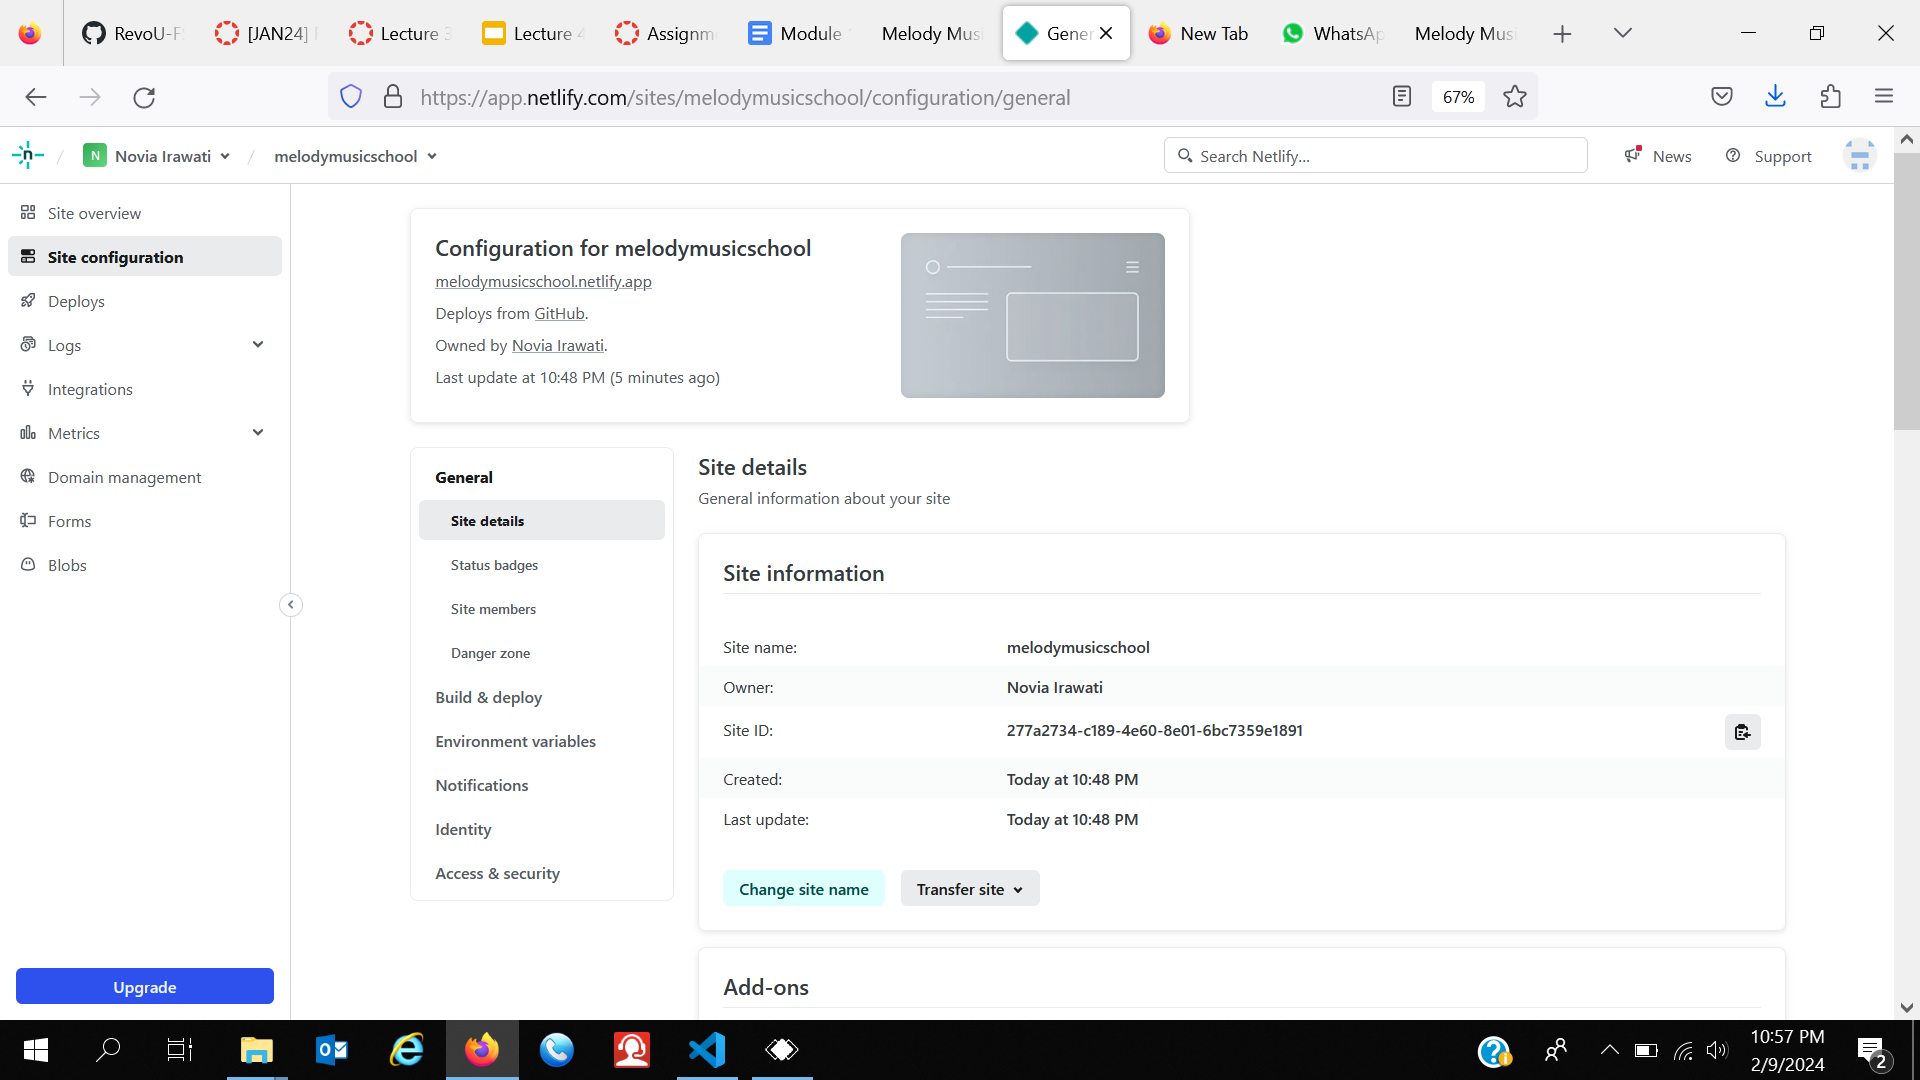 RevoU-F
[JAN24]
Lecture 3
Lecture 4
Assignm
Module
Melody Mus
Gener
New Tab
WhatsAp
Melody Mus
https://app.netlify.com/sites/melodymusicschool/configuration/general
67%
N Novia Irawati / melodymusicschool
Search Netlify...
News
Support
Site overview
Site configuration
Deploys
Logs
Integrations
Metrics
Domain management
Forms
Blobs
Upgrade
Configuration for melodymusicschool
melodymusicschool.netlify.app
Deploys from GitHub.
Owned by Novia Irawati.
Last update at 10:48 PM (5 minutes ago)
General
Site details
Status badges
Site members
Danger zone
Build & deploy
Environment variables
Notifications
Identity
Access & security
Site details
General information about your site
Site information
Site name: melodymusicschool
Owner: Novia Irawati
Site ID: 277a2734-c189-4e60-8e01-6bc7359e1891
Created: Today at 10:48 PM
Last update: Today at 10:48 PM
Change site name
Transfer site
Add-ons
10:57 PM
2/9/2024
2